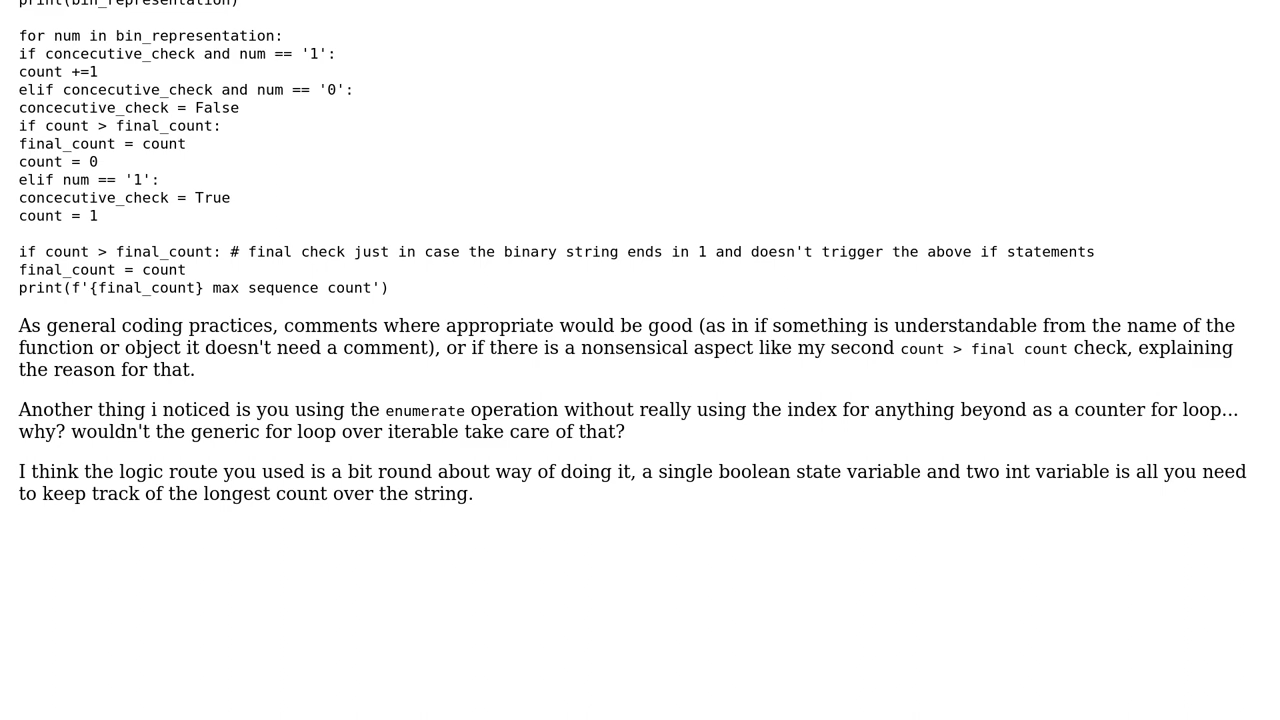 print(bin_representation)
for num in bin_representation:
if concecutive_check and num == '1':
count +=1
elif concecutive_check and num == '0':
concecutive_check = False
if count > final_count:
final_count = count
count = 0
elif num == '1':
concecutive_check = True
count = 1
if count > final_count: # final check just in case the binary string ends in 1 and doesn't trigger the above if statements
final_count = count
print(f'{final_count} max sequence count')
As general coding practices, comments where appropriate would be good (as in if something is understandable from the name of the
function or object it doesn't need a comment), or if there is a nonsensical aspect like my second count > final count check, explaining
the reason for that.
Another thing i noticed is you using the enumerate operation without really using the index for anything beyond as a counter for loop...
why? wouldn't the generic for loop over iterable take care of that?
I think the logic route you used is a bit round about way of doing it, a single boolean state variable and two int variable is all you need
to keep track of the longest count over the string.